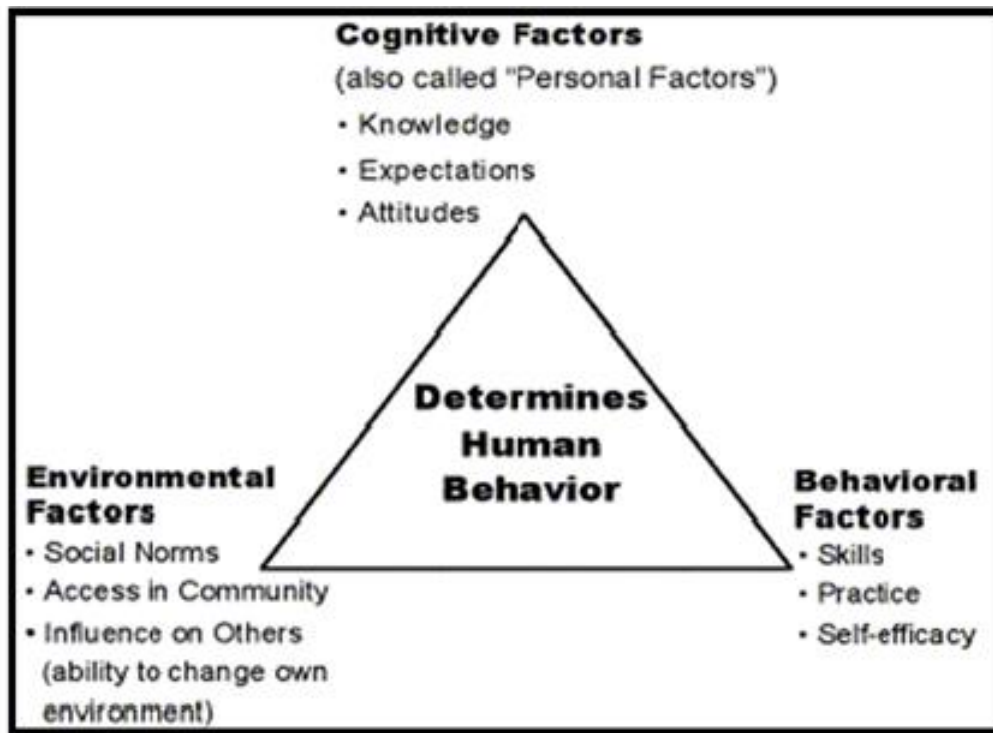 Cognitive Factors
(also called "Personal Factors")
• Knowledge
• Expectations
• Attitudes
Determines
Human
Behavior
Environmental
Factors
• Social Norms
• Access in Community
• Influence on Others
(ability to change own
environment)
Behavioral
Factors
• Skills
• Practice
• Self-efficacy